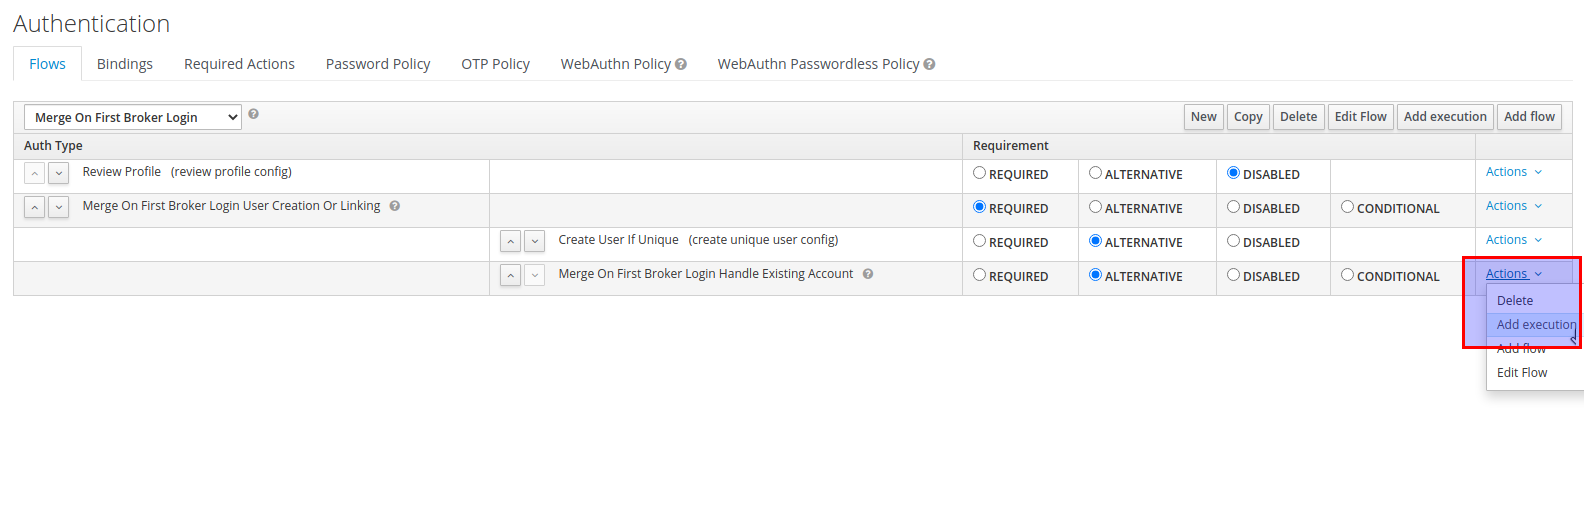 Authentication
Flows Bindings Required Actions Password Policy OTP Policy WebAuthn Policy WebAuthn Passwordless Policy
Merge On First Broker Login New Copy Delete Edit Flow Add execution Add flow
Auth Type Requirement
Review Profile (review profile config) REQUIRED ALTERNATIVE DISABLED Actions
Merge On First Broker Login User Creation Or Linking REQUIRED ALTERNATIVE DISABLED CONDITIONAL Actions
Create User If Unique (create unique user config) REQUIRED ALTERNATIVE DISABLED Actions
Merge On First Broker Login Handle Existing Account REQUIRED ALTERNATIVE DISABLED CONDITIONAL Actions
Delete
Add execution
Add flow
Edit Flow